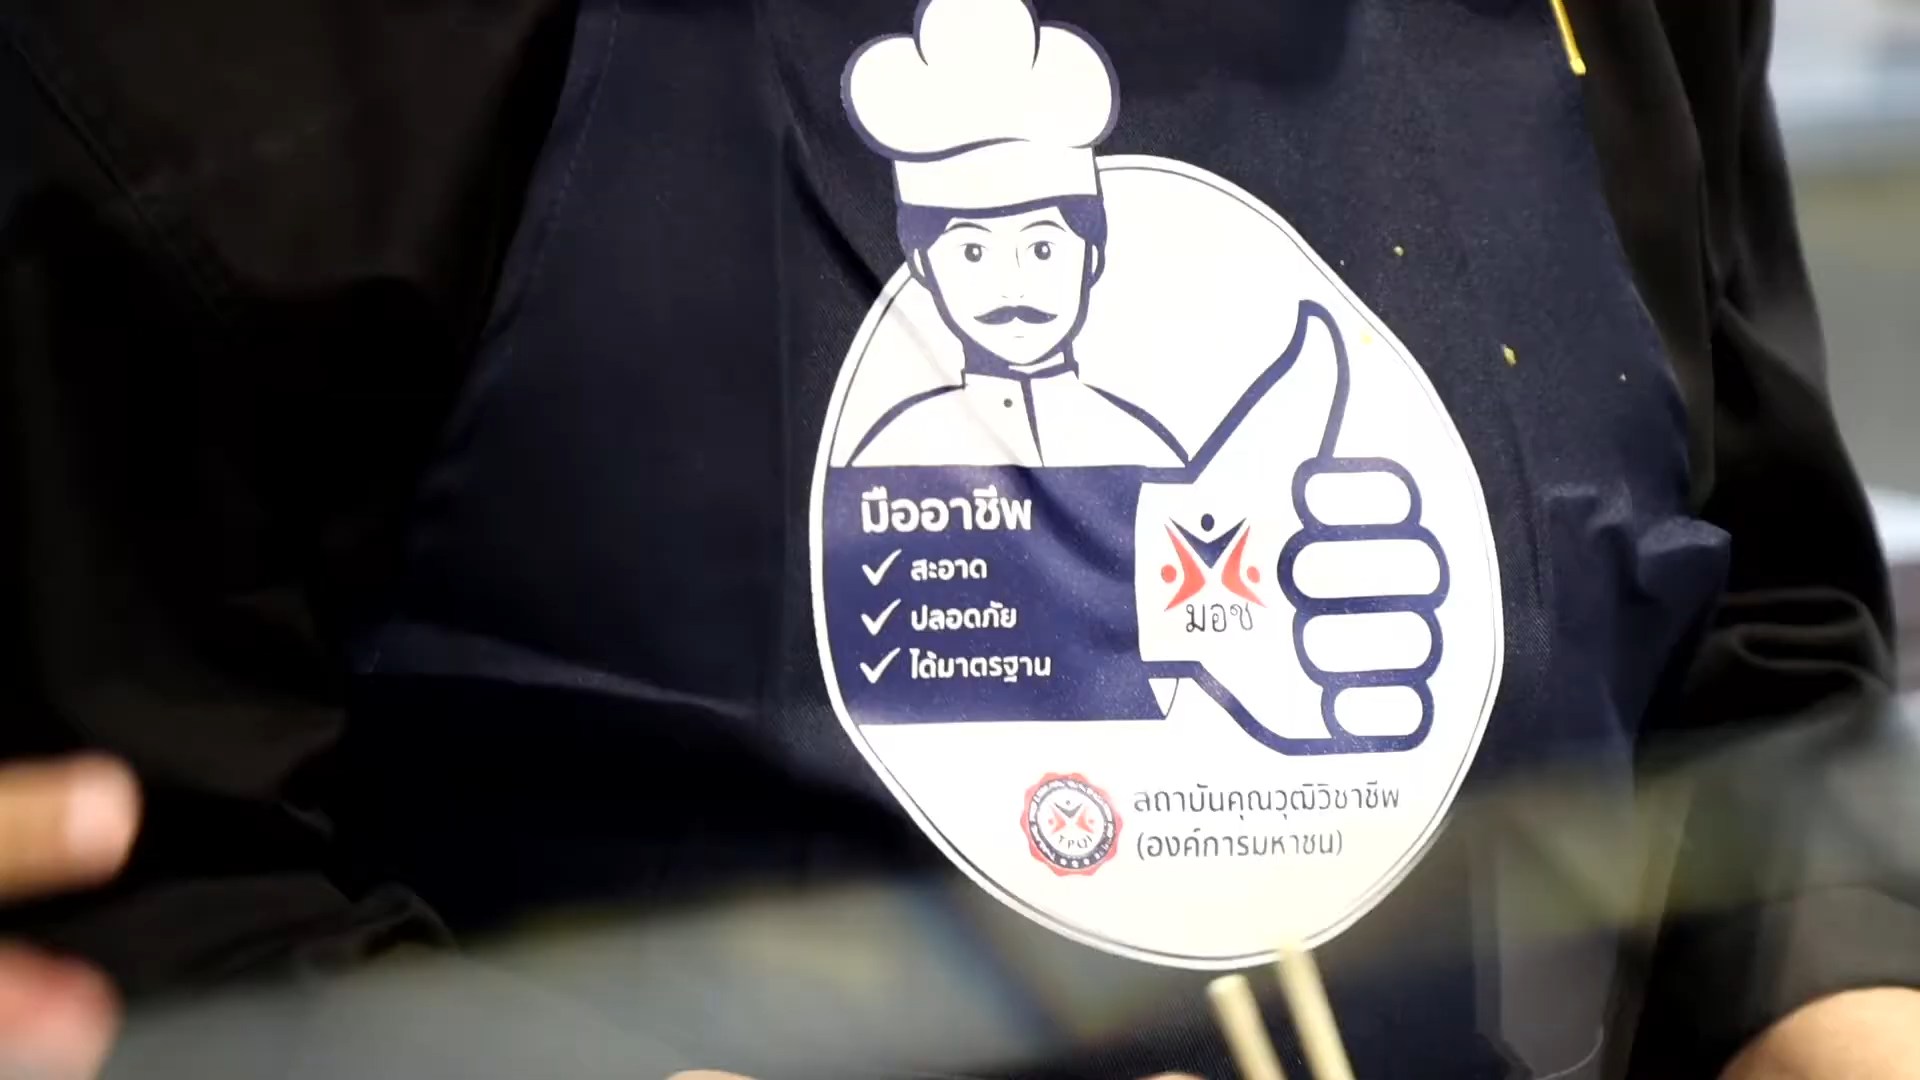 มืออาชีพ
สะอาด
ปลอดภัย
ได้มาตรฐาน
มอช
TPQI
สถาบันคุณวุฒิวิชาชีพ
(องค์การมหาชน)